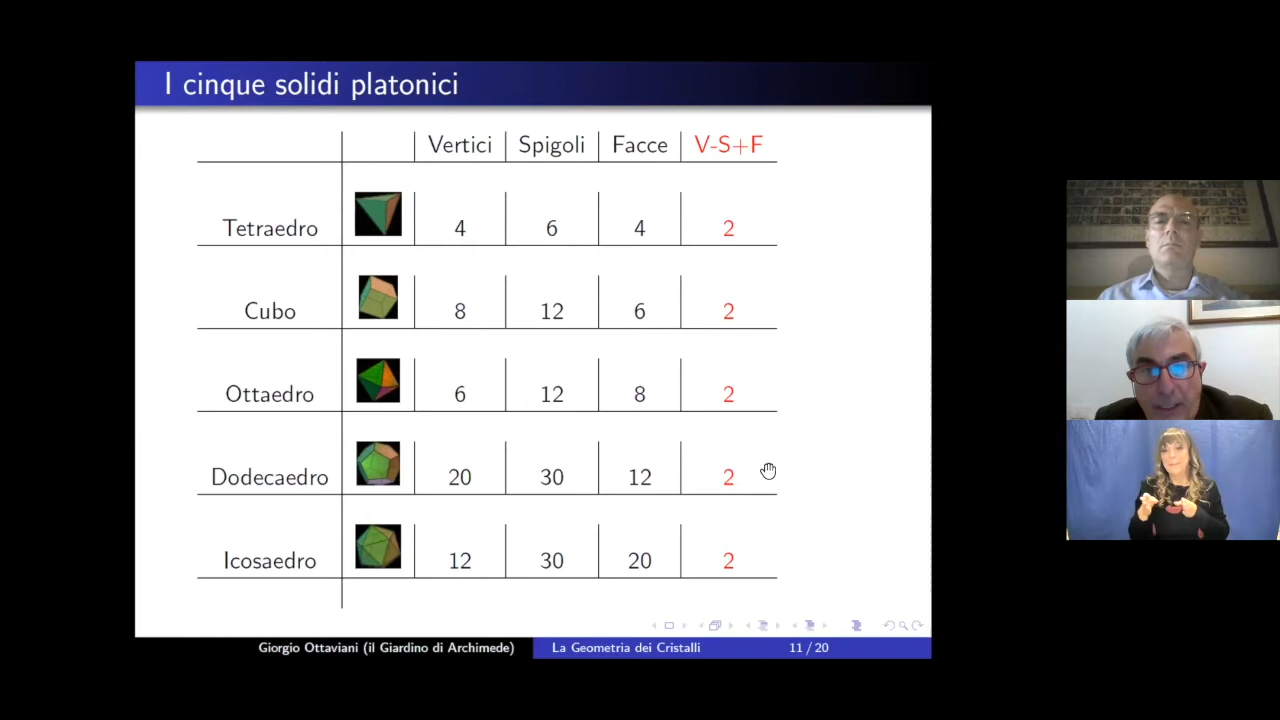 I cinque solidi platonici
Vertici Spigoli Facce V-S+F
Tetraedro 4 6 4 2
Cubo 8 12 6 2
Ottaedro 6 12 8 2
Dodecaedro 20 30 12 2
Icosaedro 12 30 20 2
Giorgio Ottaviani (il Giardino di Archimede) La Geometria dei Cristalli 11 / 20